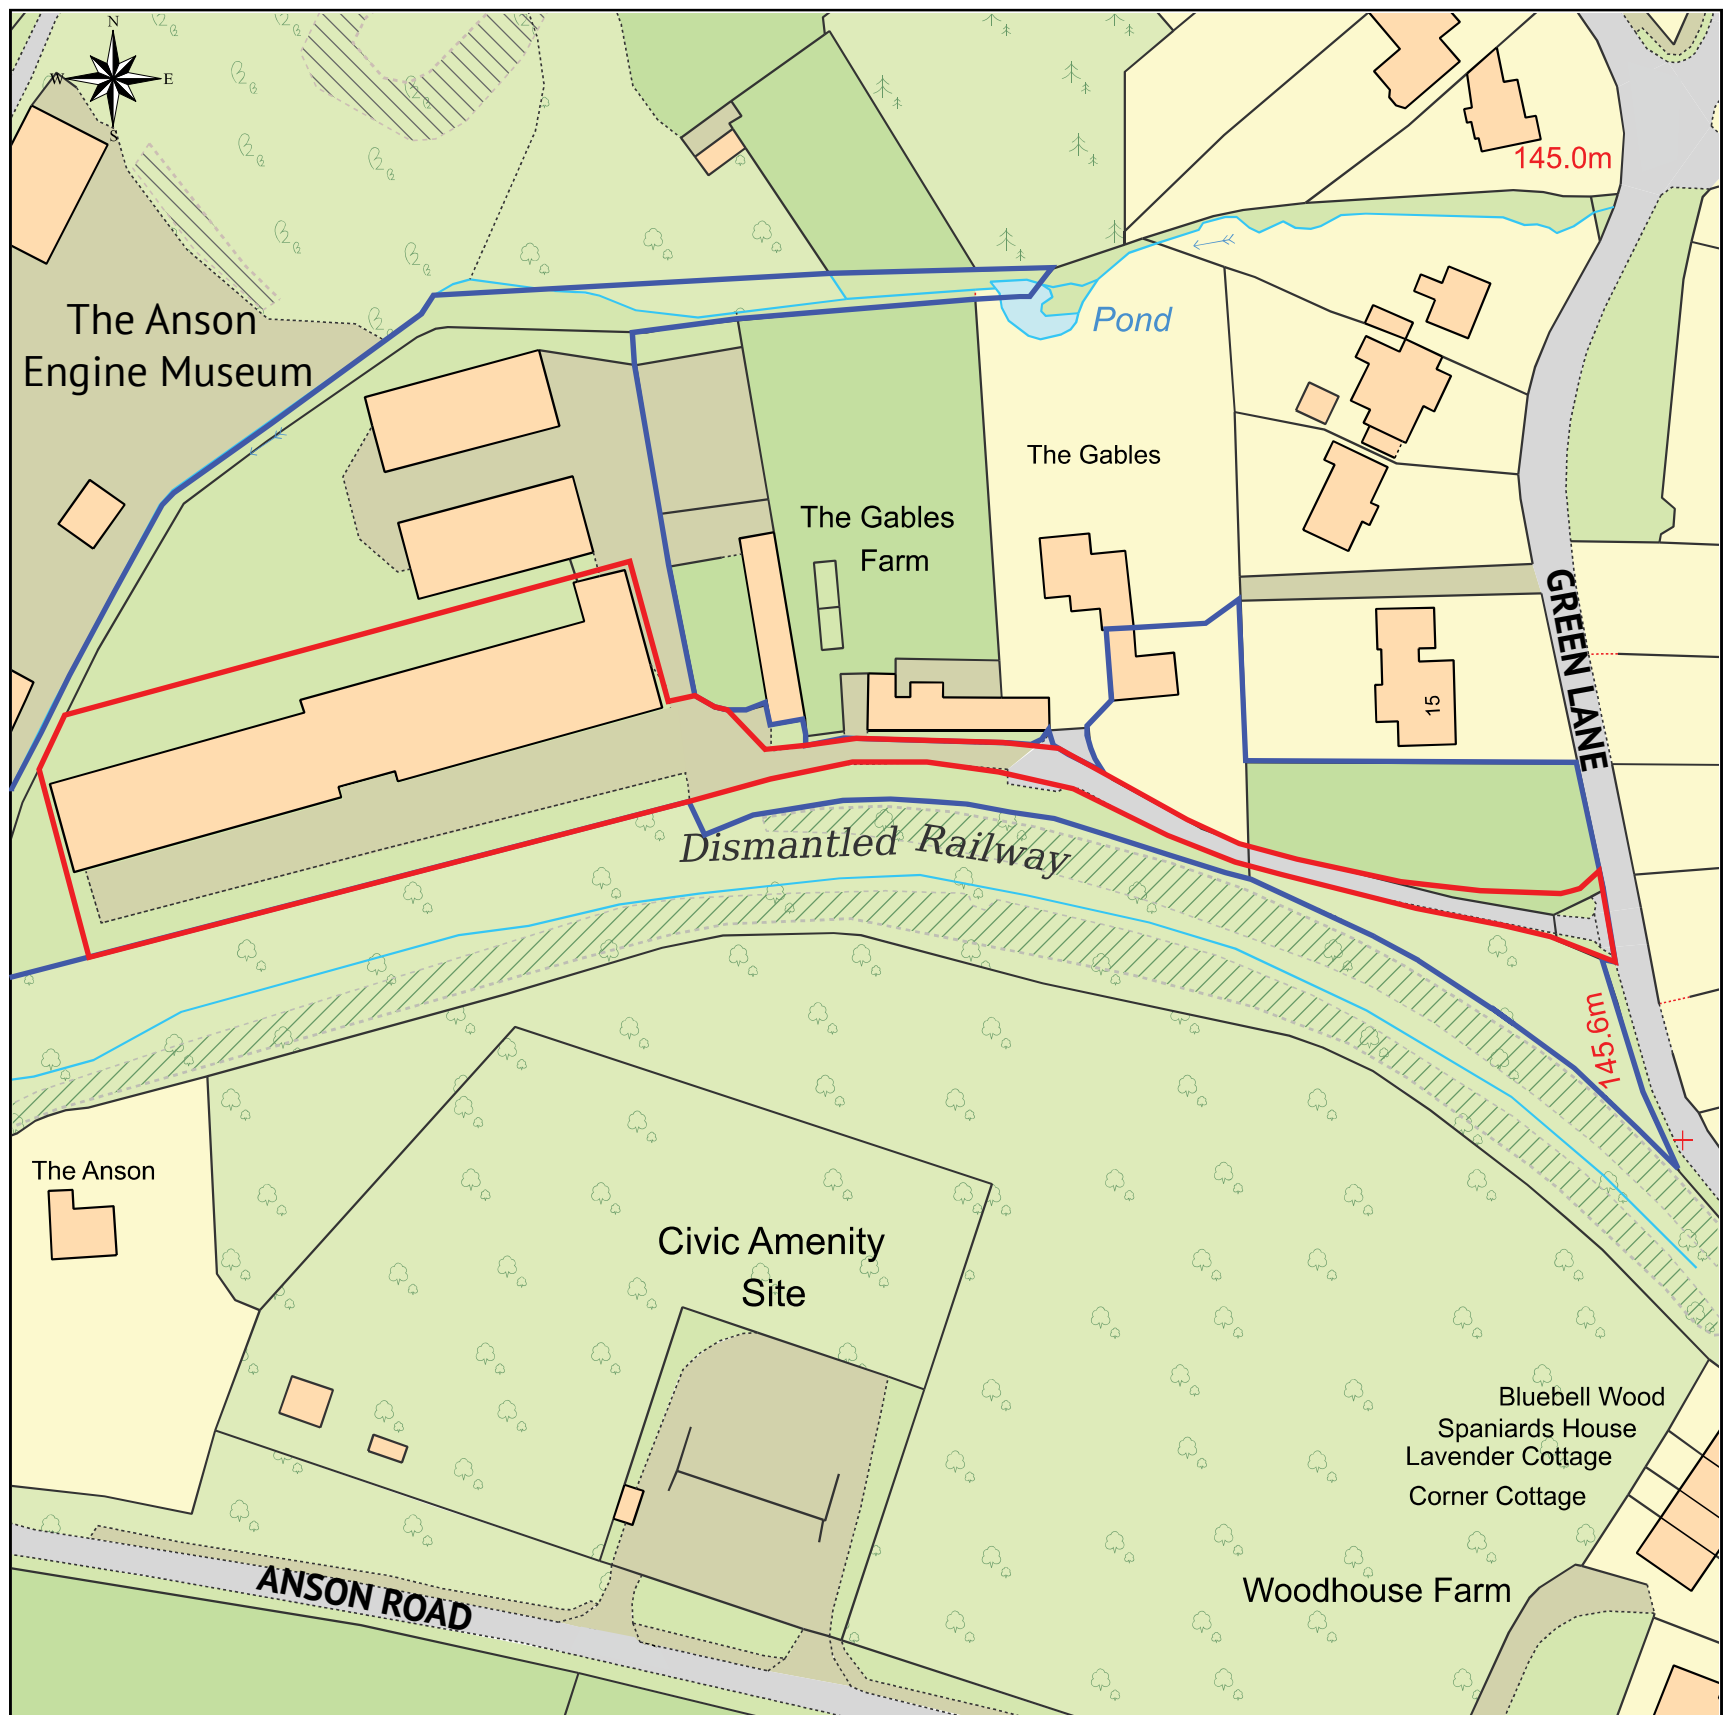 N
W E
S
145.0m
The Anson
Engine Museum
Pond
The Gables
The Gables
Farm
GREEN LANE
15
Dismantled Railway
145.6m
The Anson
Civic Amenity
Site
Bluebell Wood
Spaniards House
Lavender Cottage
Corner Cottage
Woodhouse Farm
ANSON ROAD